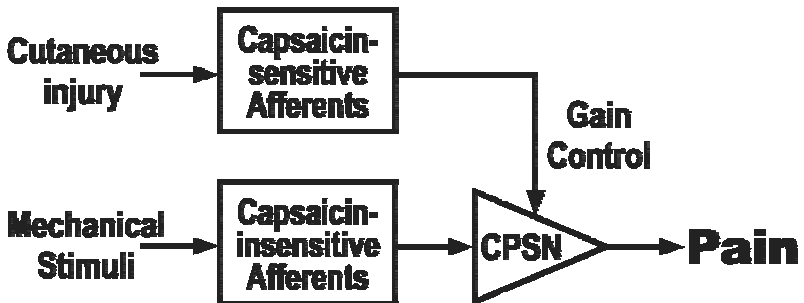 Cutaneous
injury
Capsaicin-
sensitive
Afferents
Gain
Control
Mechanical
Stimuli
Capsaicin-
insensitive
Afferents
CPSN
Pain